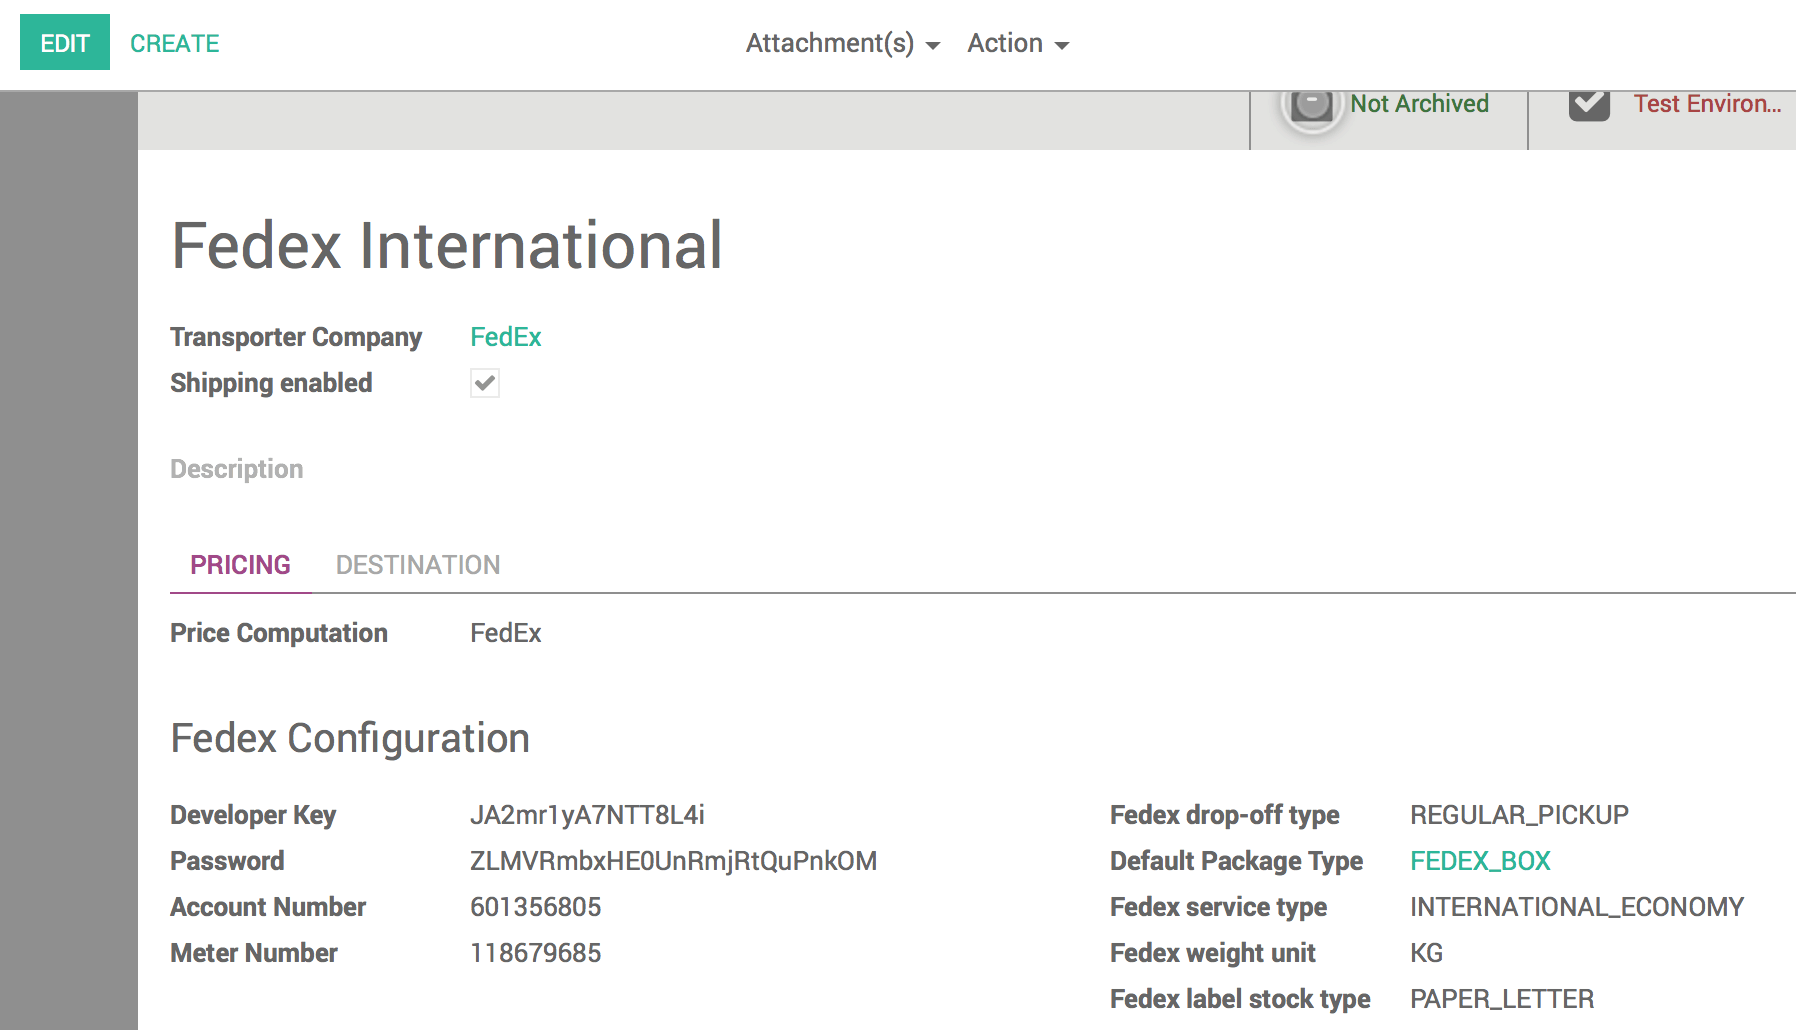 EDIT CREATE Attachment(s) Action
Not Archived Test Environ...
Fedex International
Transporter Company FedEx
Shipping enabled
Description
PRICING DESTINATION
Price Computation FedEx
Fedex Configuration
Developer Key JA2mr1yA7NTT8L4i Fedex drop-off type REGULAR_PICKUP
Password ZLMVRmbxHE0UnRmjRtQuPnkOM Default Package Type FEDEX_BOX
Account Number 601356805 Fedex service type INTERNATIONAL_ECONOMY
Meter Number 118679685 Fedex weight unit KG
Fedex label stock type PAPER_LETTER